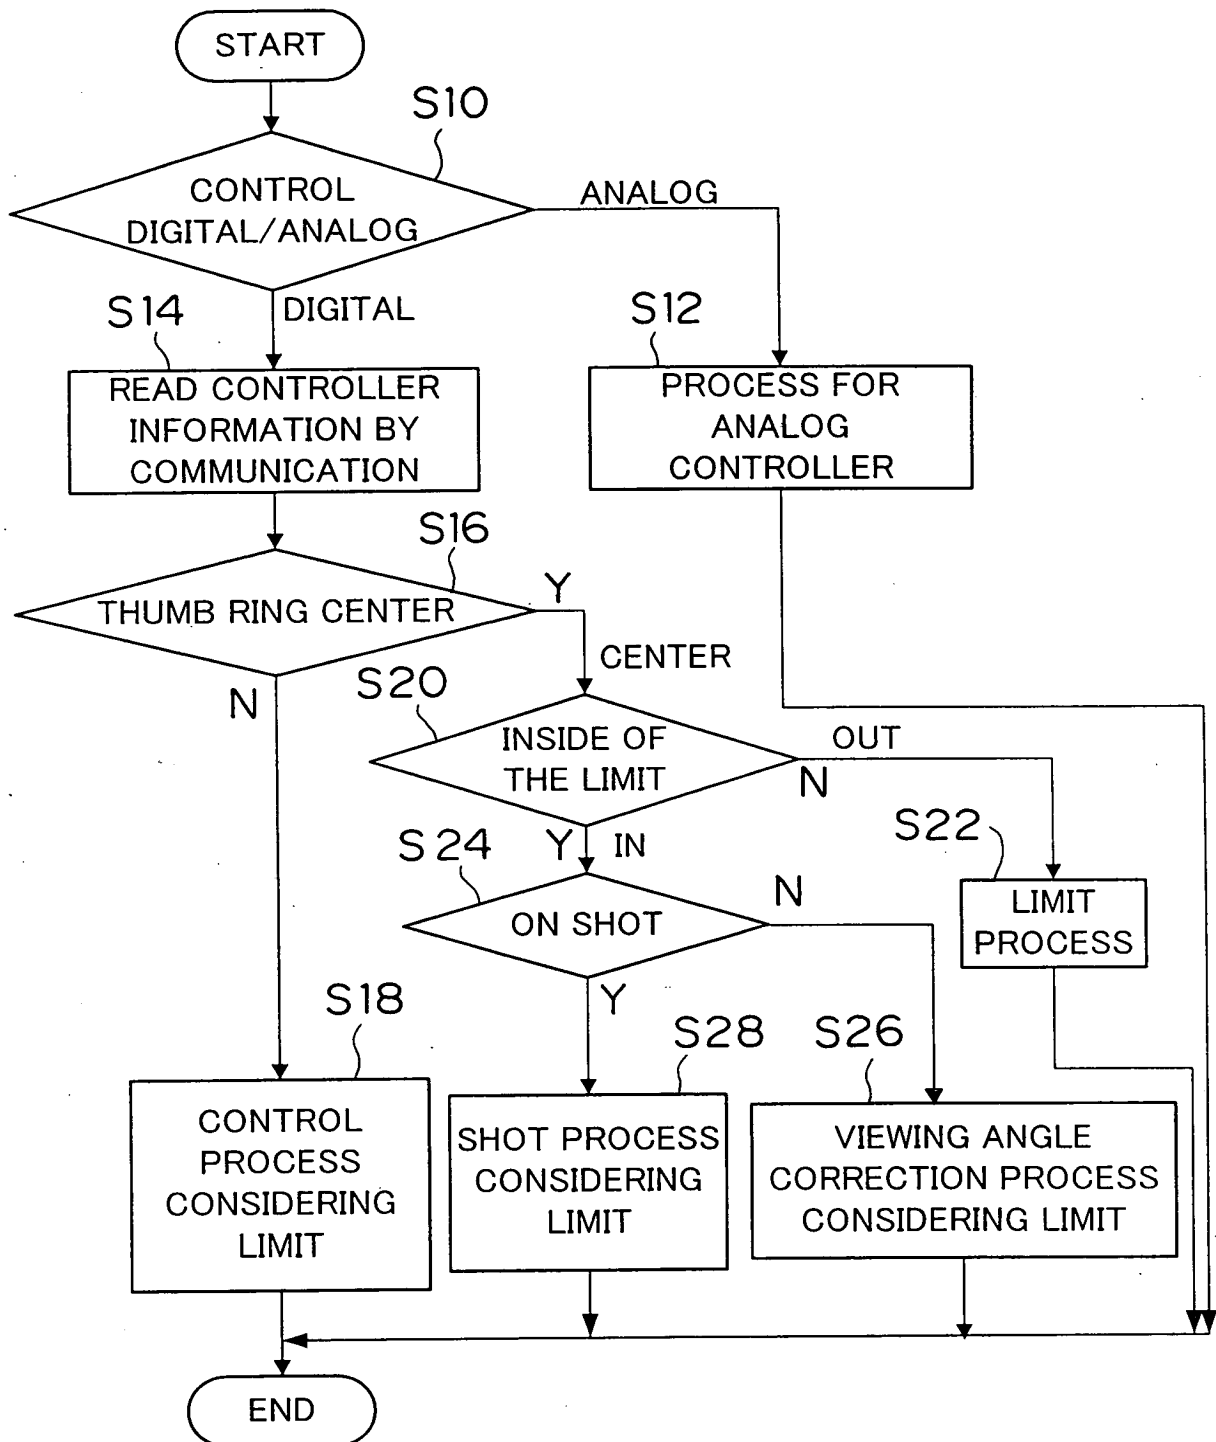 START
S10
CONTROL
DIGITAL/ANALOG
ANALOG
DIGITAL
S14
S12
READ CONTROLLER
INFORMATION BY
COMMUNICATION
PROCESS FOR
ANALOG
CONTROLLER
S16
THUMB RING CENTER
Y
CENTER
N
S20
INSIDE OF
THE LIMIT
OUT
N
Y IN
S22
LIMIT
PROCESS
S24
ON SHOT
N
Y
S18
CONTROL
PROCESS
CONSIDERING
LIMIT
S28
SHOT PROCESS
CONSIDERING
LIMIT
S26
VIEWING ANGLE
CORRECTION PROCESS
CONSIDERING LIMIT
END